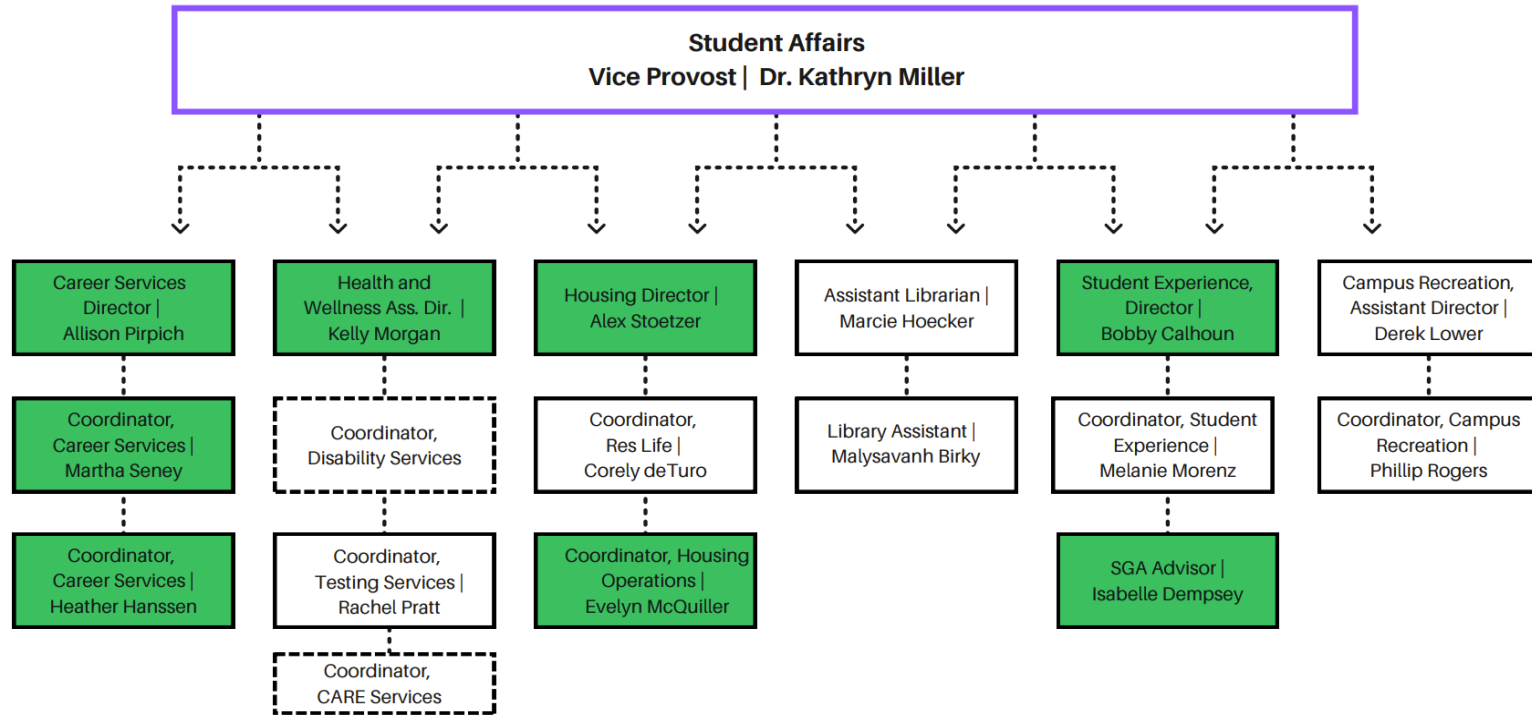 Student Affairs
Vice Provost | Dr. Kathryn Miller
Career Services
Director |
Allison Pirpich
Health and
Wellness Ass. Dir. |
Kelly Morgan
Housing Director |
Alex Stoetzer
Assistant Librarian |
Marcie Hoecker
Student Experience,
Director |
Bobby Calhoun
Campus Recreation,
Assistant Director |
Derek Lower
Coordinator,
Career Services |
Martha Seney
Coordinator,
Disability Services
Coordinator,
Res Life |
Corely deTuro
Library Assistant |
Malysavanh Birky
Coordinator, Student
Experience |
Melanie Morenz
Coordinator, Campus
Recreation |
Phillip Rogers
Coordinator,
Career Services |
Heather Hanssen
Coordinator,
Testing Services |
Rachel Pratt
Coordinator, Housing
Operations |
Evelyn McQuiller
SGA Advisor |
Isabelle Dempsey
Coordinator,
CARE Services